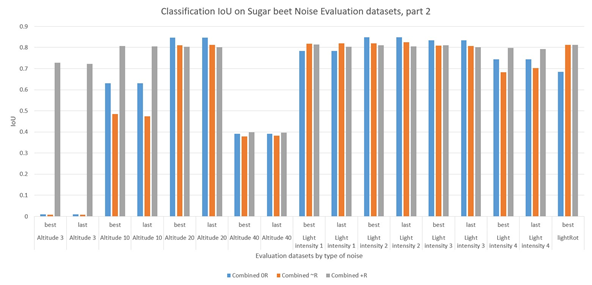 Classification IoU on Sugar beet Noise Evaluation datasets, part 2
0.9
0.8
0.7
0.6
0.5
0.4
0.3
0.2
0.1
0
IoU
best last best last best last best last best last best last best last best last best
Altitude 3 Altitude 3 Altitude 10 Altitude 10 Altitude 20 Altitude 20 Altitude 40 Altitude 40 Light Light Light Light Light Light Light Light lightRot
intensity 1 intensity 1 intensity 2 intensity 2 intensity 3 intensity 3 intensity 4 intensity 4
Evaluation datasets by type of noise
Combined 0R Combined ~R Combined +R